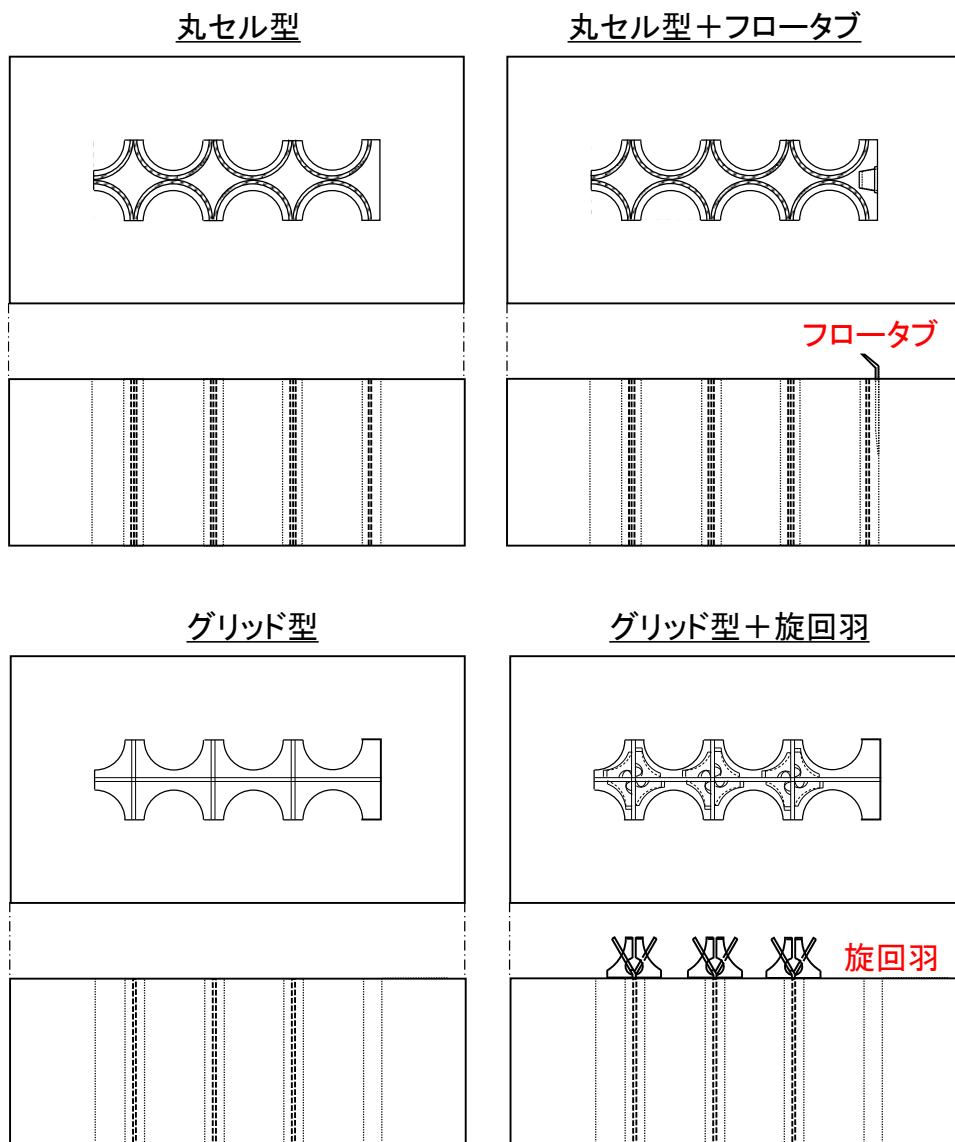 丸セル型
丸セル型＋フロータブ
フロータブ
グリッド型
グリッド型＋旋回羽
旋回羽